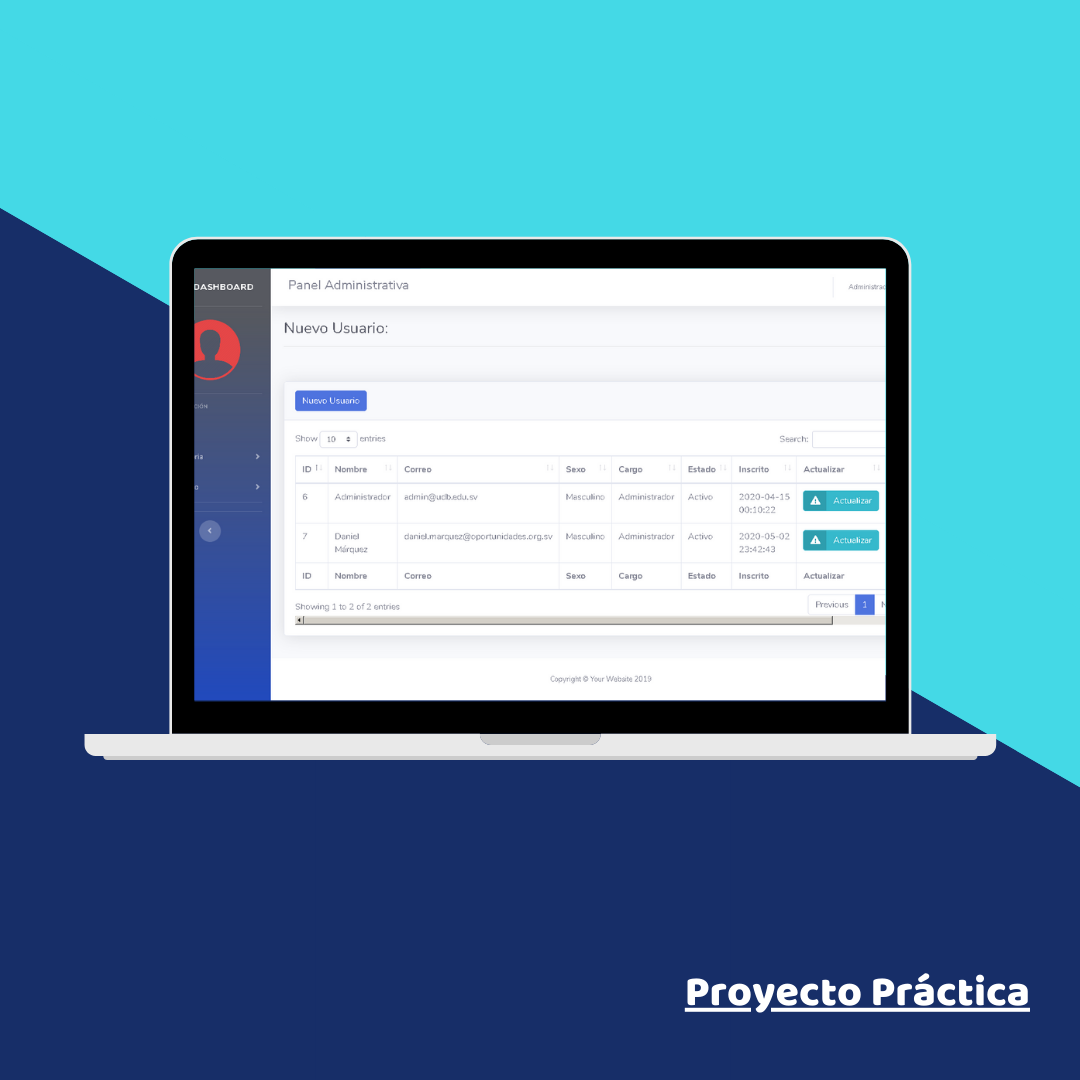 DASHBOARD
Panel Administrativa
Nuevo Usuario:
Nuevo Usuario
Show 10 entries
Search:
ID Nombre Correo Sexo Cargo Estado Inscrito Actualizar
6 Administrador admin@udb.edu.sv Masculino Administrador Activo 2020-04-15 Actualizar
00:10:22
7 Daniel daniel.marquez@oportunidades.org.sv Masculino Administrador Activo 2020-05-02 Actualizar
Márquez 23:42:43
ID Nombre Correo Sexo Cargo Estado Inscrito Actualizar
Showing 1 to 2 of 2 entries
Previous 1
Copyright © Your Website 2019
Proyecto Práctica